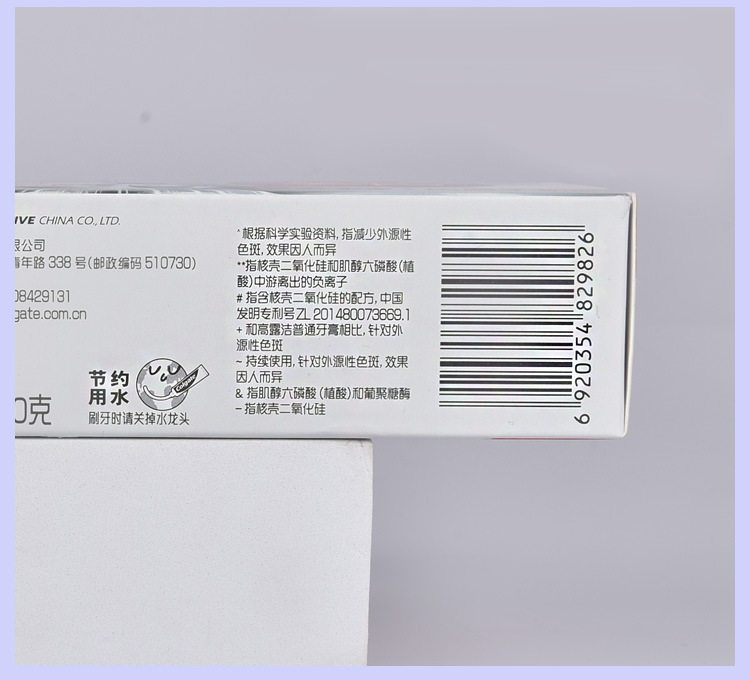 IVE CHINA CO., LTD.
限公司
青年路 338 号(邮政编码 510730)
08429131
gate.com.cn
0克
节约
用水
刷牙时请关掉水龙头
^根据科学实验资料, 指减少外源性
色斑, 效果因人而异
**指核壳二氧化硅和肌醇六磷酸(植
酸)中游离出的负离子
# 指含核壳二氧化硅的配方, 中国
发明专利号 ZL 201480073669.1
+ 和高露洁普通牙膏相比, 针对外
源性色斑
~ 持续使用, 针对外源性色斑, 效果
因人而异
& 指肌醇六磷酸 (植酸)和葡聚糖酶
– 指核壳二氧化硅
6 920354 829826